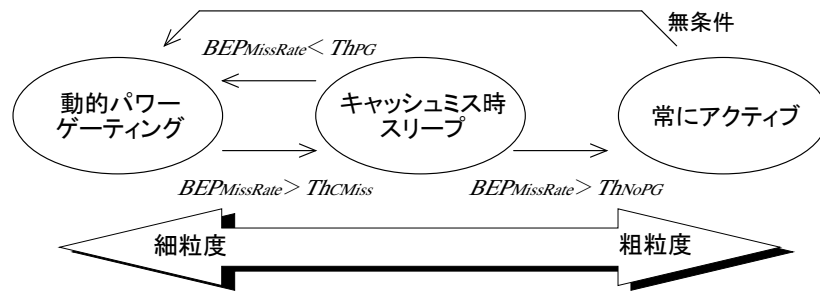 無条件
BEPMissRate< ThPG
動的パワー
ゲーティング
キャッシュミス時
スリープ
常にアクティブ
BEPMissRate> ThCMiss
BEPMissRate> ThNoPG
細粒度
粗粒度